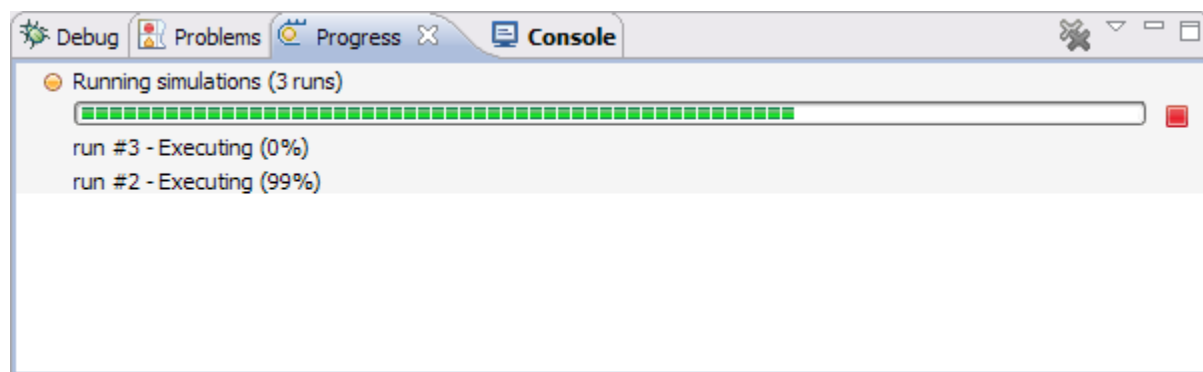 Debug Problems Progress Console
Running simulations (3 runs)
run #3 - Executing (0%)
run #2 - Executing (99%)